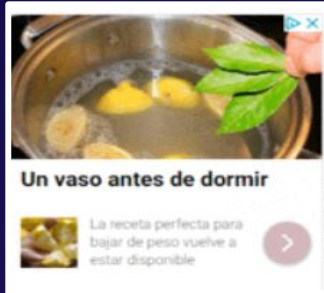 Un vaso antes de dormir
La receta perfecta para
bajar de peso vuelve a
estar disponible